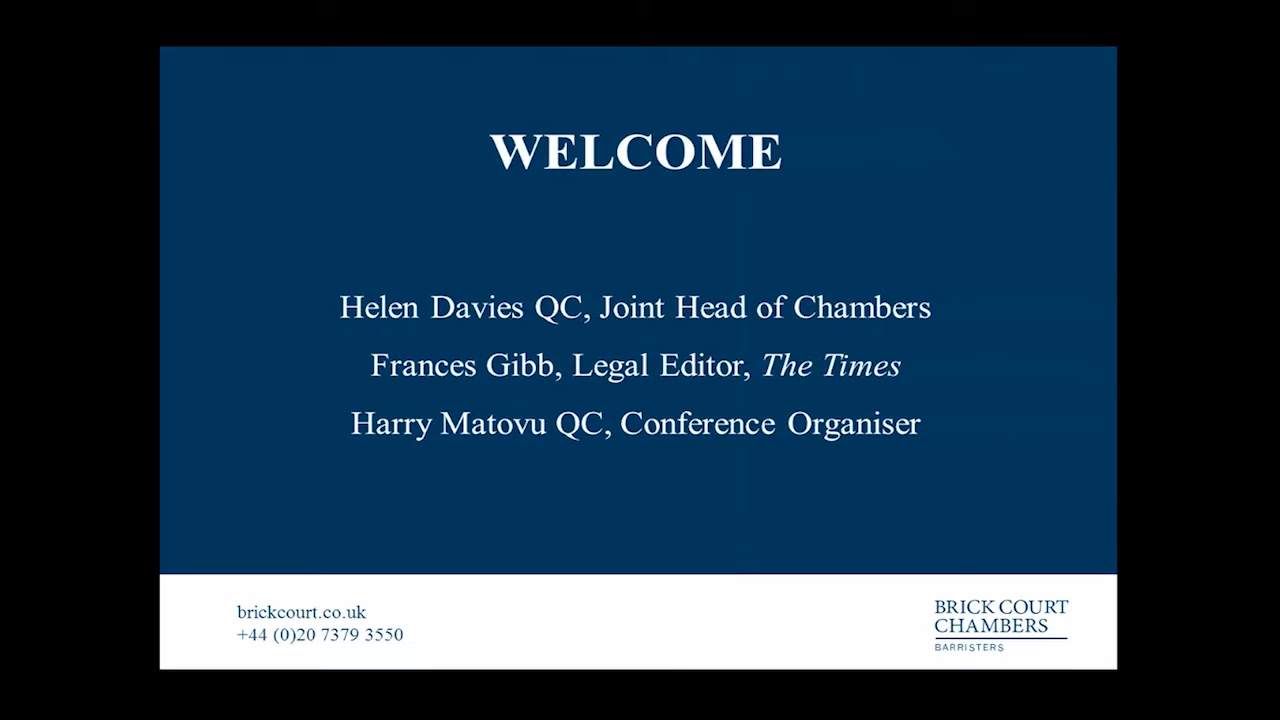 WELCOME
Helen Davies QC, Joint Head of Chambers
Frances Gibb, Legal Editor, The Times
Harry Matovu QC, Conference Organiser
brickcourt.co.uk
+44 (0)20 7379 3550
BRICK COURT
CHAMBERS
BARRISTERS